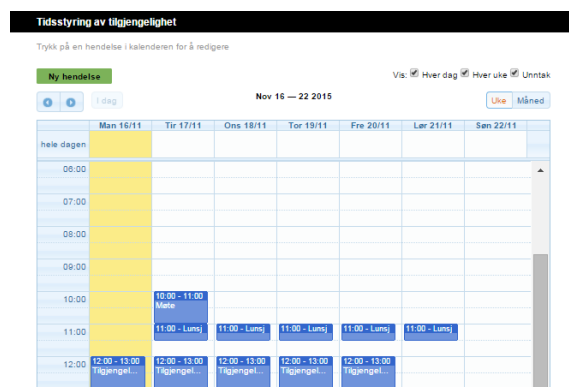 Tidsstyring av tilgjengelighet
Trykk på en hendelse i kalenderen for å redigere
Ny hendelse
Vis: Hver dag Hver uke Unntak
I dag
Nov 16 — 22 2015
Uke Måned
Man 16/11 Tir 17/11 Ons 18/11 Tor 19/11 Fre 20/11 Lør 21/11 Søn 22/11
hele dagen
06:00
07:00
08:00
09:00
10:00 10:00 - 11:00
Møte
11:00 11:00 - Lunsj 11:00 - Lunsj 11:00 - Lunsj 11:00 - Lunsj 11:00 - Lunsj
12:00 12:00 - 13:00 12:00 - 13:00 12:00 - 13:00 12:00 - 13:00 12:00 - 13:00
Tilgjengel... Tilgjengel... Tilgjengel... Tilgjengel... Tilgjengel...